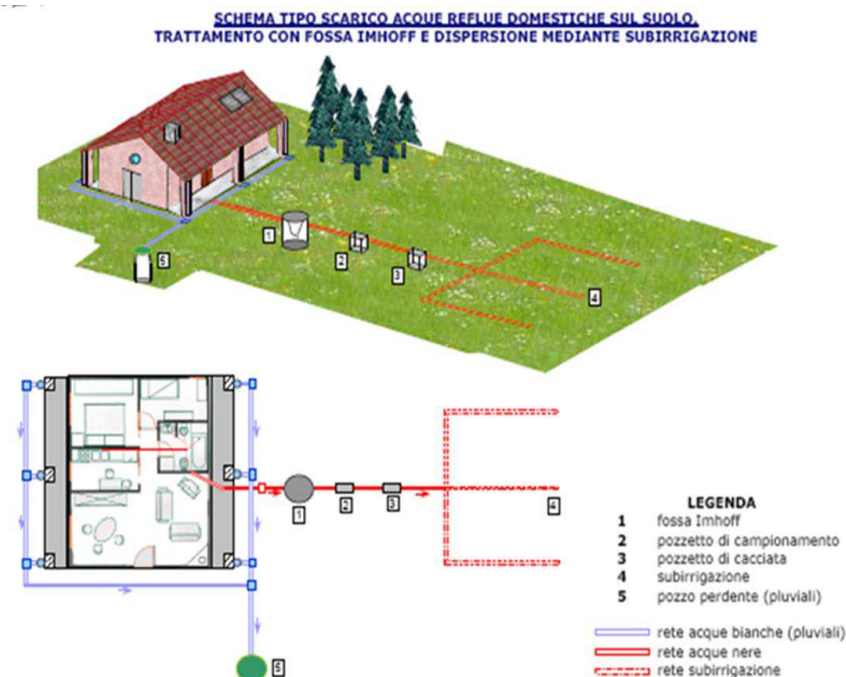 SCHEMA TIPO SCARICO ACQUE REFLUE DOMESTICHE SUL SUOLO.
TRATTAMENTO CON FOSSA IMHOFF E DISPERSIONE MEDIANTE SUBIRRIGAZIONE
1
2
3
4
5
1
2
3
4
5
LEGENDA
1 fossa Imhoff
2 pozzetto di campionamento
3 pozzetto di cacciata
4 subirrigazione
5 pozzo perdente (pluviali)
rete acque bianche (pluviali)
rete acque nere
rete subirrigazione